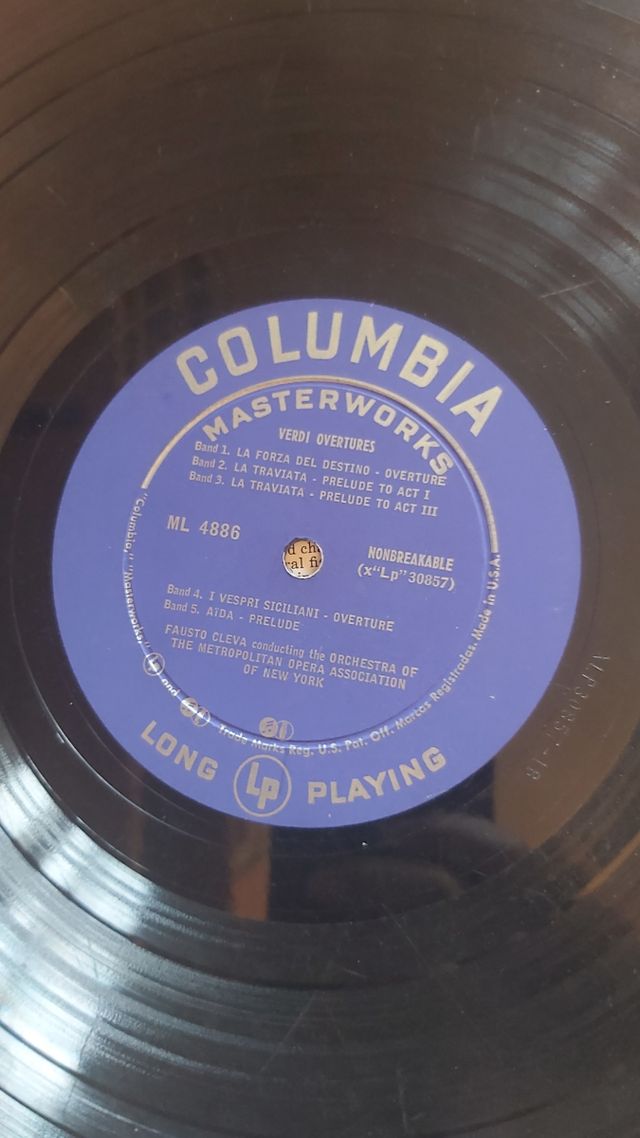 COLUMBIA
MASTERWORKS
VERDI OVERTURES
Band 1. LA FORZA DEL DESTINO - OVERTURE
Band 2. LA TRAVIATA - PRELUDE TO ACT I
Band 3. LA TRAVIATA - PRELUDE TO ACT III
ML 4886
NONBREAKABLE
(x"Lp"30857)
Band 4. I VESPRI SICILIANI - OVERTURE
Band 5. AÏDA - PRELUDE
FAUSTO CLEVA conducting the ORCHESTRA OF
THE METROPOLITAN OPERA ASSOCIATION
OF NEW YORK
"Columbia," "Masterworks," and Trade Marks Reg. U.S. Pat. Off. Marcas Registradas. Made in U.S.A.
LONG Lp PLAYING